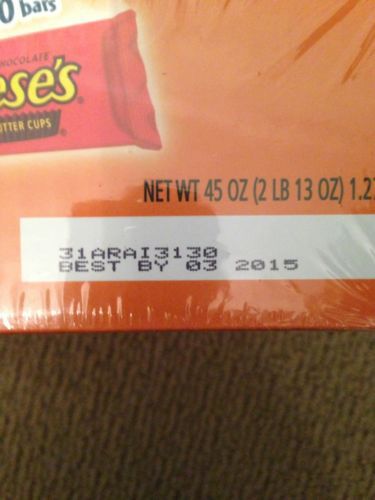 0 bars
CHOCOLATE
ese's
UTTER CUPS
NET WT 45 OZ (2 LB 13 OZ) 1.2
31ARAI3130
BEST BY 03 2015